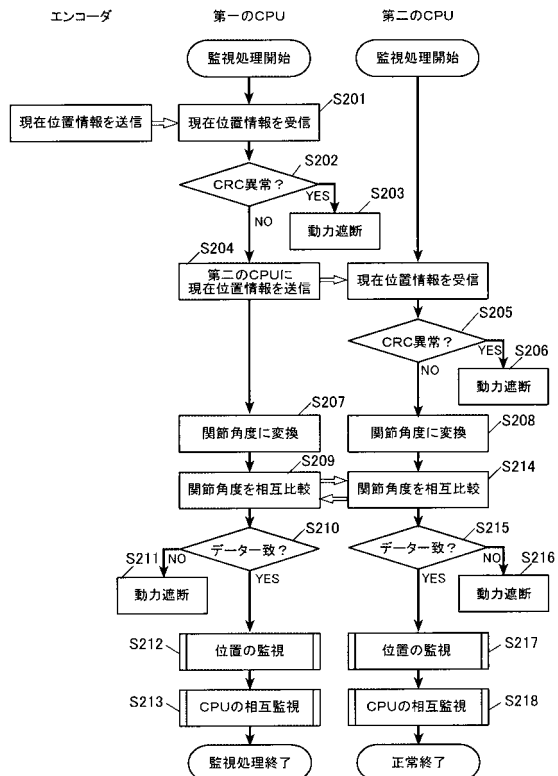 エンコーダ
第一のCPU
第二のCPU
監視処理開始
監視処理開始
S201
現在位置情報を送信
現在位置情報を受信
S202
CRC異常?
YES
S203
NO
動力遮断
S204
第二のCPUに
現在位置情報を送信
現在位置情報を受信
S205
CRC異常?
YES
S206
NO
動力遮断
S207
S208
関節角度に変換
関節角度に変換
S209
S214
関節角度を相互比較
関節角度を相互比較
S210
S215
データ一致?
データ一致?
S211
NO
YES
YES
NO
S216
動力遮断
動力遮断
S212
位置の監視
位置の監視
S217
S213
CPUの相互監視
CPUの相互監視
S218
監視処理終了
正常終了